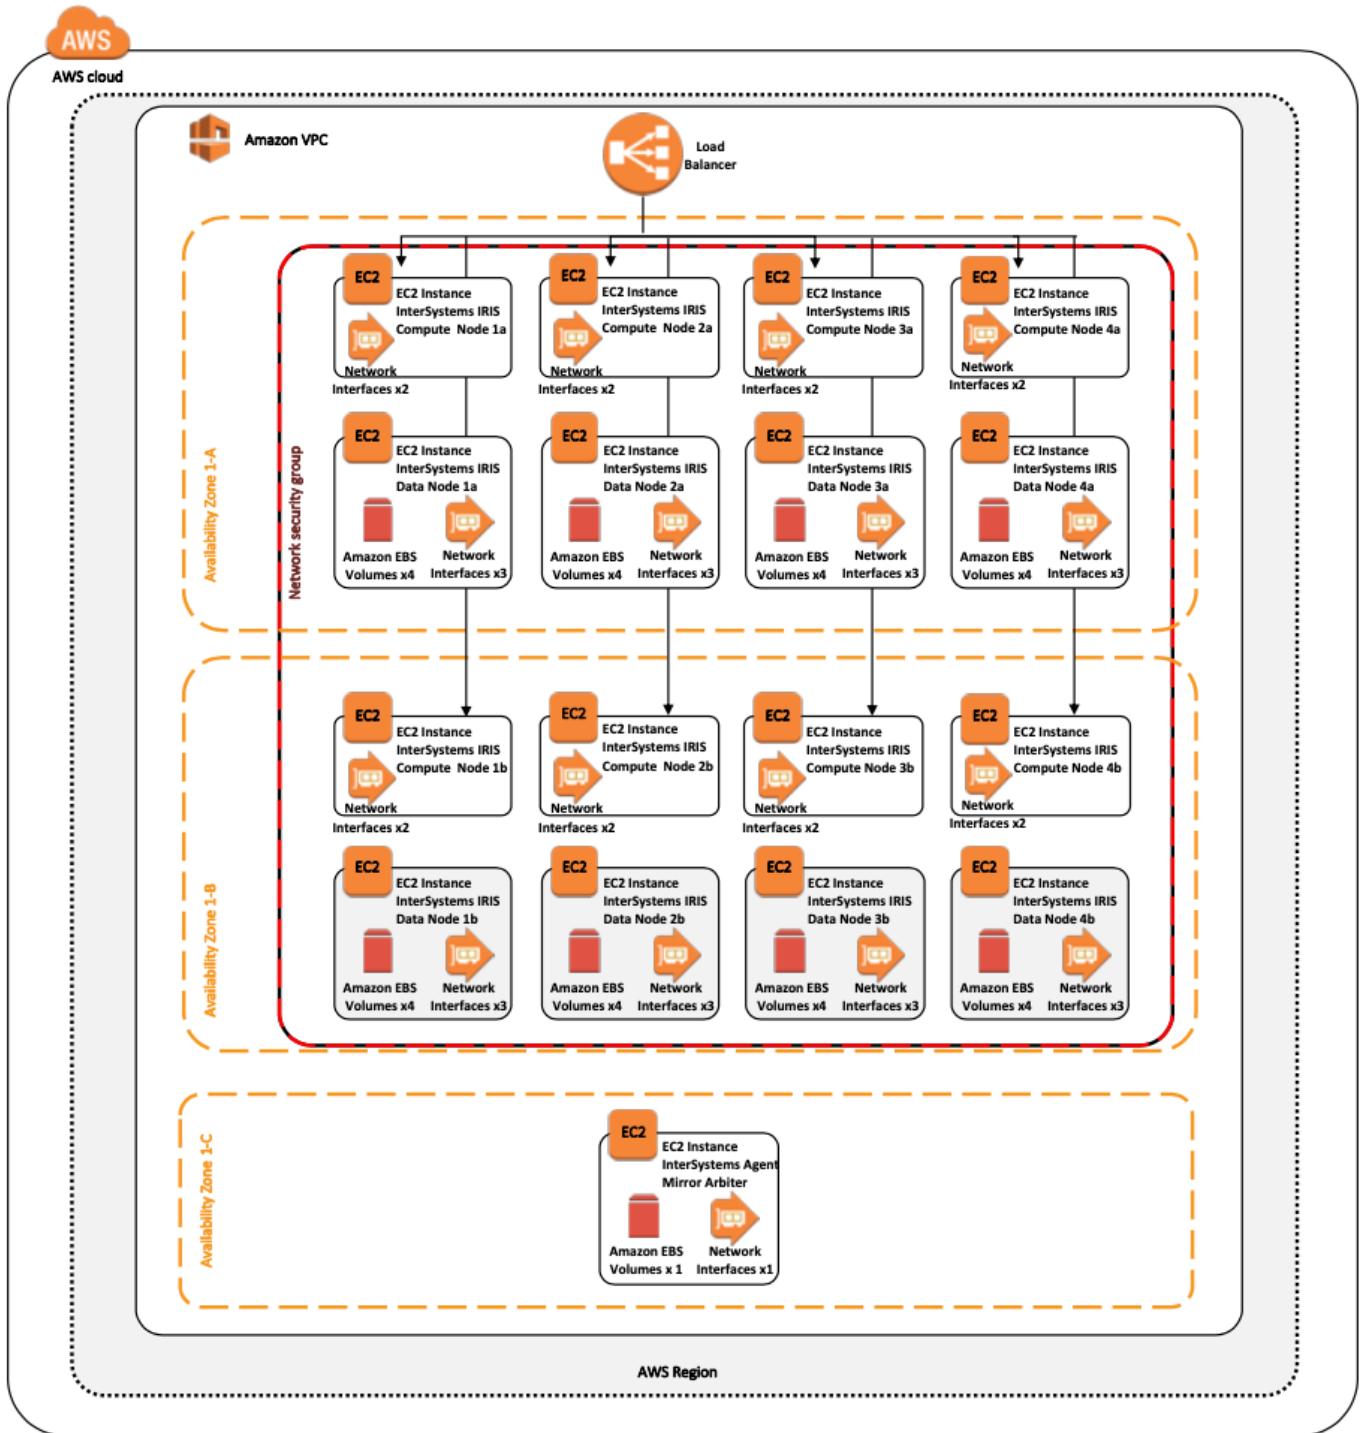 AWS
AWS cloud
Amazon VPC
Load
Balancer
Availability Zone 1-A
Network security group
EC2
EC2 Instance
InterSystems IRIS
Compute Node 1a
Network
Interfaces x2
EC2
EC2 Instance
InterSystems IRIS
Compute Node 2a
Network
Interfaces x2
EC2
EC2 Instance
InterSystems IRIS
Compute Node 3a
Network
Interfaces x2
EC2
EC2 Instance
InterSystems IRIS
Compute Node 4a
Network
Interfaces x2
EC2
EC2 Instance
InterSystems IRIS
Data Node 1a
Amazon EBS
Volumes x4
Network
Interfaces x3
EC2
EC2 Instance
InterSystems IRIS
Data Node 2a
Amazon EBS
Volumes x4
Network
Interfaces x3
EC2
EC2 Instance
InterSystems IRIS
Data Node 3a
Amazon EBS
Volumes x4
Network
Interfaces x3
EC2
EC2 Instance
InterSystems IRIS
Data Node 4a
Amazon EBS
Volumes x4
Network
Interfaces x3
Availability Zone 1-B
EC2
EC2 Instance
InterSystems IRIS
Compute Node 1b
Network
Interfaces x2
EC2
EC2 Instance
InterSystems IRIS
Compute Node 2b
Network
Interfaces x2
EC2
EC2 Instance
InterSystems IRIS
Compute Node 3b
Network
Interfaces x2
EC2
EC2 Instance
InterSystems IRIS
Compute Node 4b
Network
Interfaces x2
EC2
EC2 Instance
InterSystems IRIS
Data Node 1b
Amazon EBS
Volumes x4
Network
Interfaces x3
EC2
EC2 Instance
InterSystems IRIS
Data Node 2b
Amazon EBS
Volumes x4
Network
Interfaces x3
EC2
EC2 Instance
InterSystems IRIS
Data Node 3b
Amazon EBS
Volumes x4
Network
Interfaces x3
EC2
EC2 Instance
InterSystems IRIS
Data Node 4b
Amazon EBS
Volumes x4
Network
Interfaces x3
Availability Zone 1-C
EC2
EC2 Instance
InterSystems Agent
Mirror Arbiter
Amazon EBS
Volumes x 1
Network
Interfaces x1
AWS Region